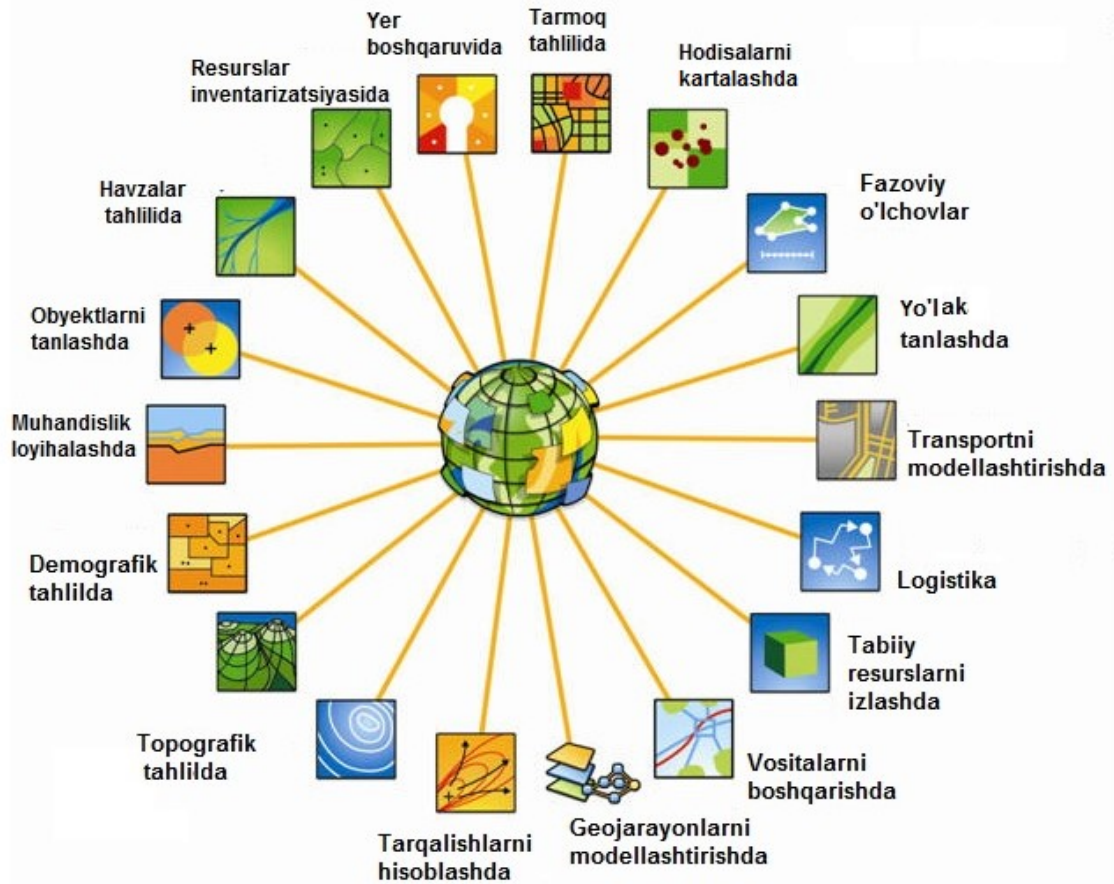 Yer
boshqaruvida
Tarmoq
tahlilida
Hodisalarni
kartalashda
Fazoviy
o'lchovlar
Yo'lak
tanlashda
Transportni
modellashtirishda
Logistika
Tabiiy
resurslarni
izlashda
Vositalarni
boshqarishda
Geojarayonlarni
modellashtirishda
Tarqalishlarni
hisoblashda
Topografik
tahlilda
Demografik
tahlilda
Muhandislik
loyihalashda
Obyektlarni
tanlashda
Havzalar
tahlilida
Resurslar
inventarizatsiyasida